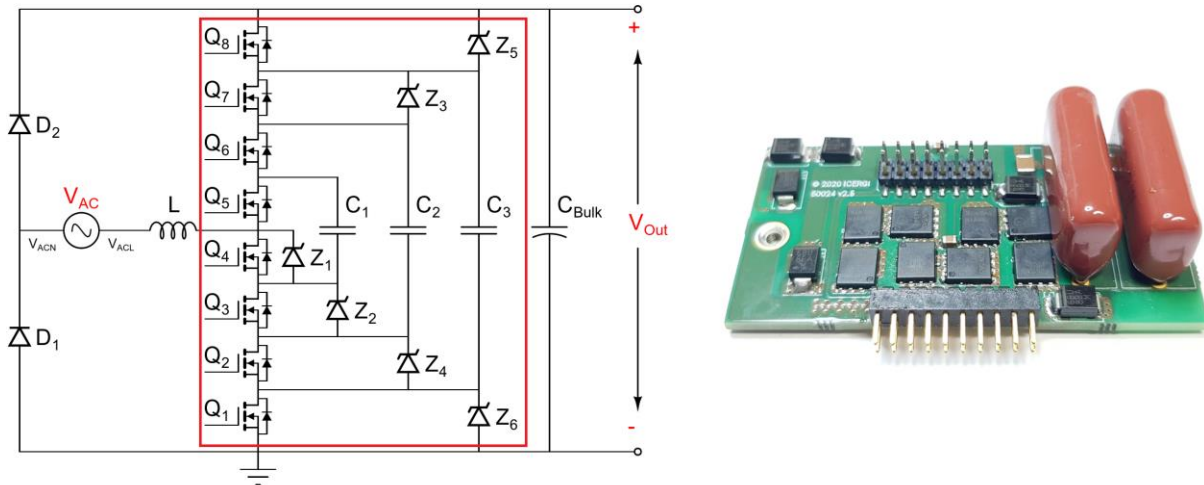 Q8
Z5
+
Q7
Z3
D2
Q6
VAC
L
Q5
C1
C2
C3
CBulk
VOut
VACN
VACL
Q4
Z1
Q3
Z2
D1
Q2
Z4
Q1
Z6
-
© 2020 ICERGI
60024 v2.5